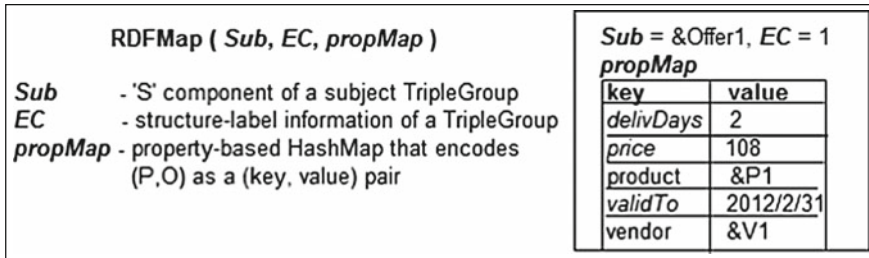 RDFMap ( Sub, EC, propMap )
Sub - 'S' component of a subject TripleGroup
EC - structure-label information of a TripleGroup
propMap - property-based HashMap that encodes
(P,O) as a (key, value) pair
Sub = &Offer1, EC = 1
propMap
key value
delivDays 2
price 108
product &P1
validTo 2012/2/31
vendor &V1